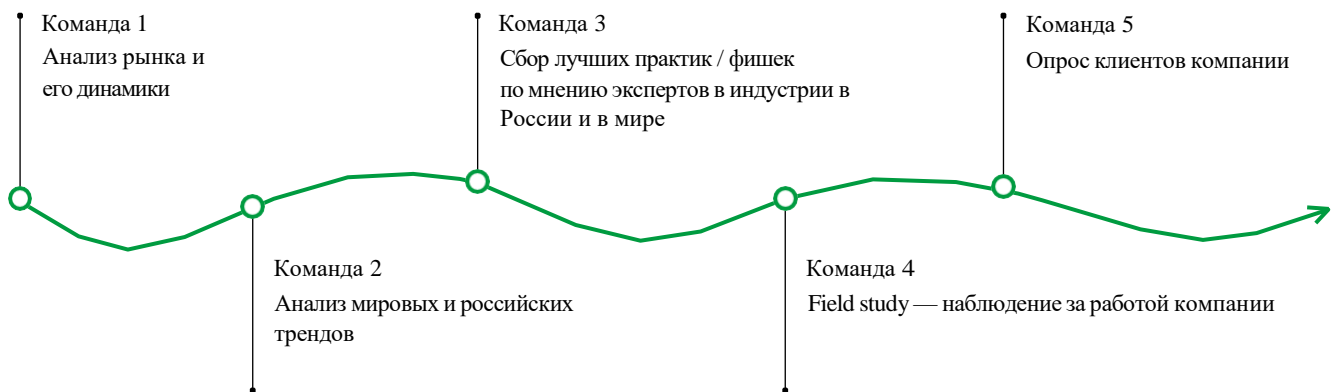 Команда 1
Анализ рынка и
его динамики
Команда 2
Анализ мировых и российских
трендов
Команда 3
Сбор лучших практик / фишек
по мнению экспертов в индустрии в
России и в мире
Команда 4
Field study — наблюдение за работой компании
Команда 5
Опрос клиентов компании